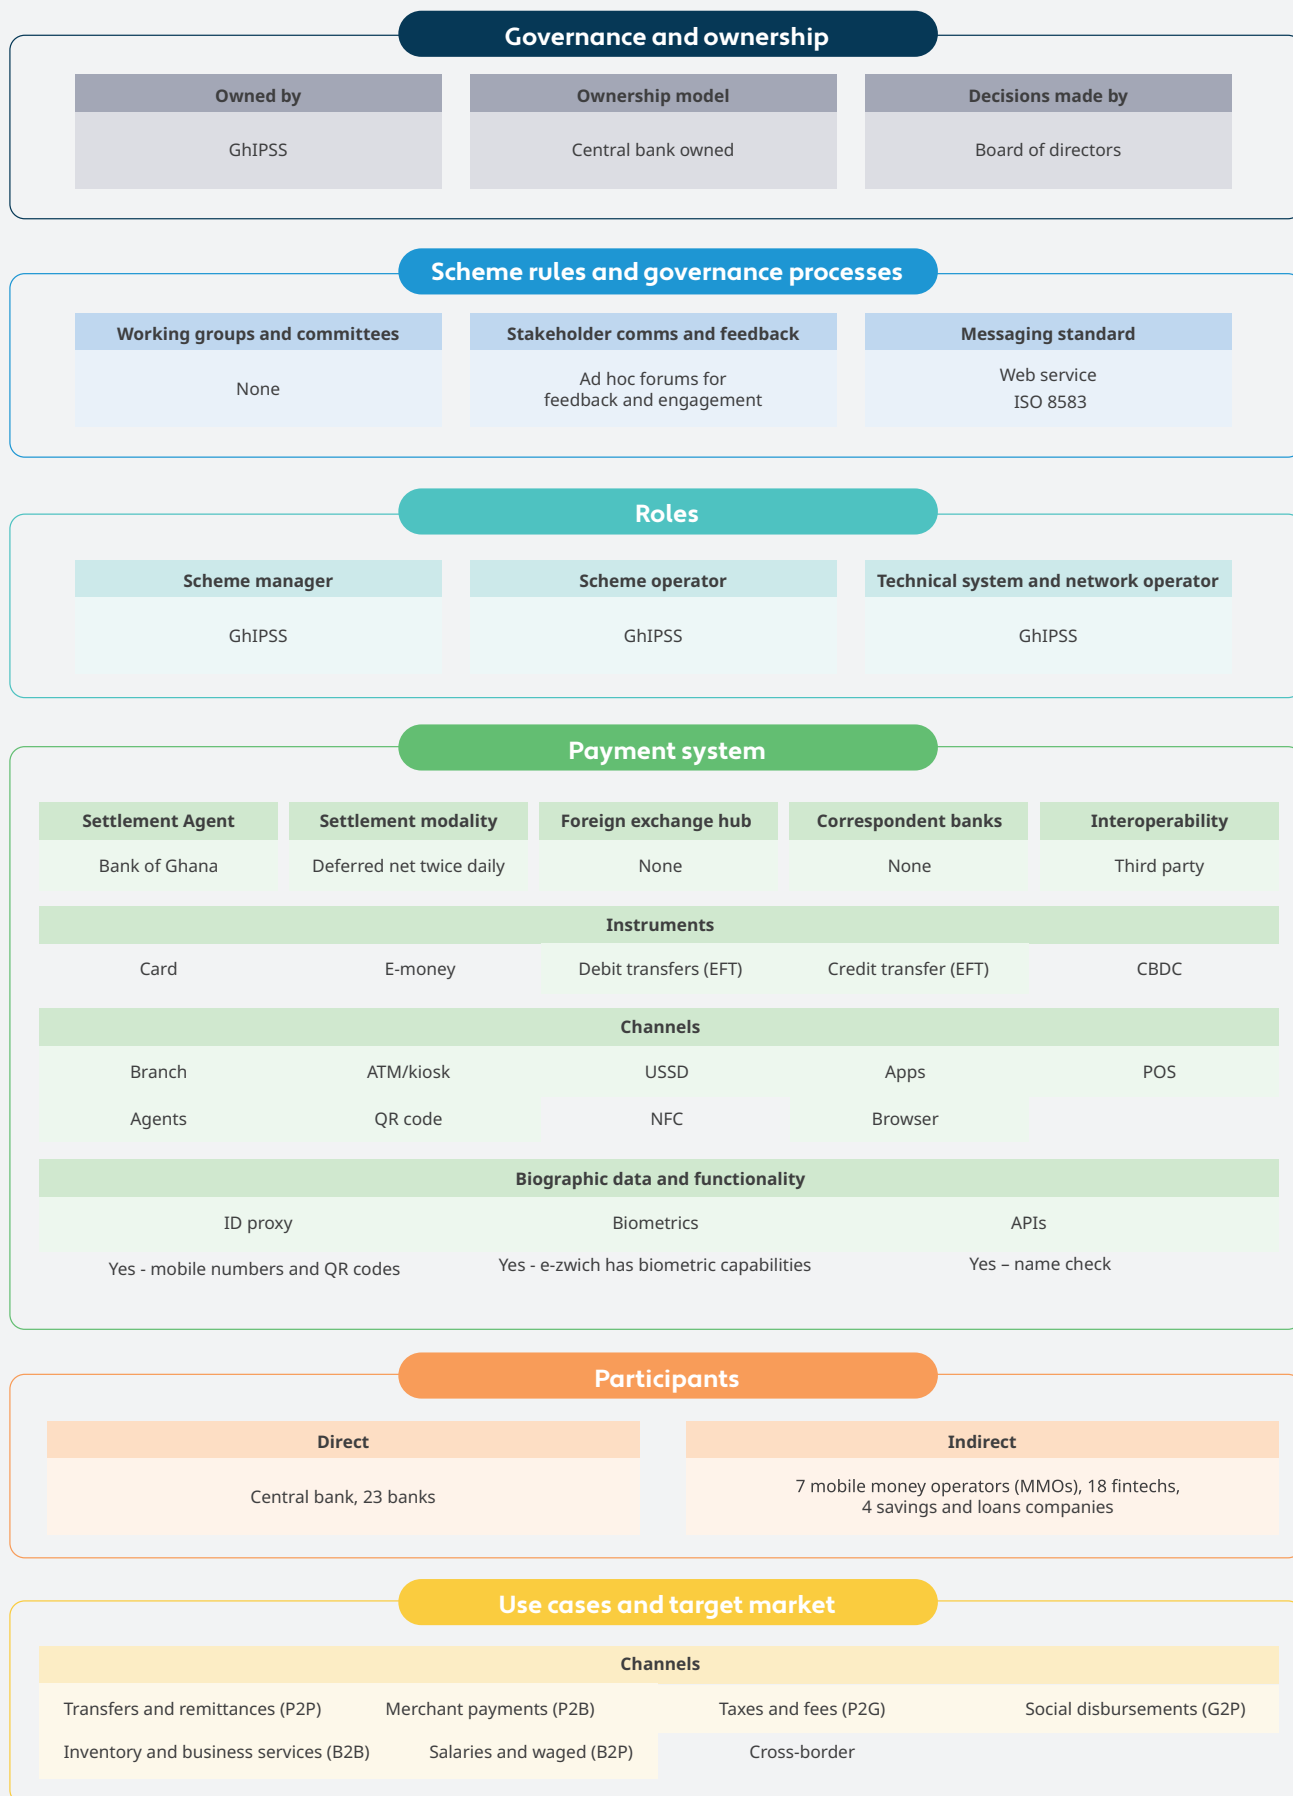 Governance and ownership
Owned by
Ownership model
Decisions made by
GhIPSS
Central bank owned
Board of directors
Scheme rules and governance processes
Working groups and committees
Stakeholder comms and feedback
Messaging standard
None
Ad hoc forums for
feedback and engagement
Web service
ISO 8583
Roles
Scheme manager
Scheme operator
Technical system and network operator
GhIPSS
GhIPSS
GhIPSS
Payment system
Settlement Agent
Settlement modality
Foreign exchange hub
Correspondent banks
Interoperability
Bank of Ghana
Deferred net twice daily
None
None
Third party
Instruments
Card
E-money
Debit transfers (EFT)
Credit transfer (EFT)
CBDC
Channels
Branch
ATM/kiosk
USSD
Apps
POS
Agents
QR code
NFC
Browser
Biographic data and functionality
ID proxy
Biometrics
APIs
Yes - mobile numbers and QR codes
Yes - e-zwich has biometric capabilities
Yes – name check
Participants
Direct
Indirect
Central bank, 23 banks
7 mobile money operators (MMOs), 18 fintechs,
4 savings and loans companies
Use cases and target market
Channels
Transfers and remittances (P2P)
Merchant payments (P2B)
Taxes and fees (P2G)
Social disbursements (G2P)
Inventory and business services (B2B)
Salaries and waged (B2P)
Cross-border